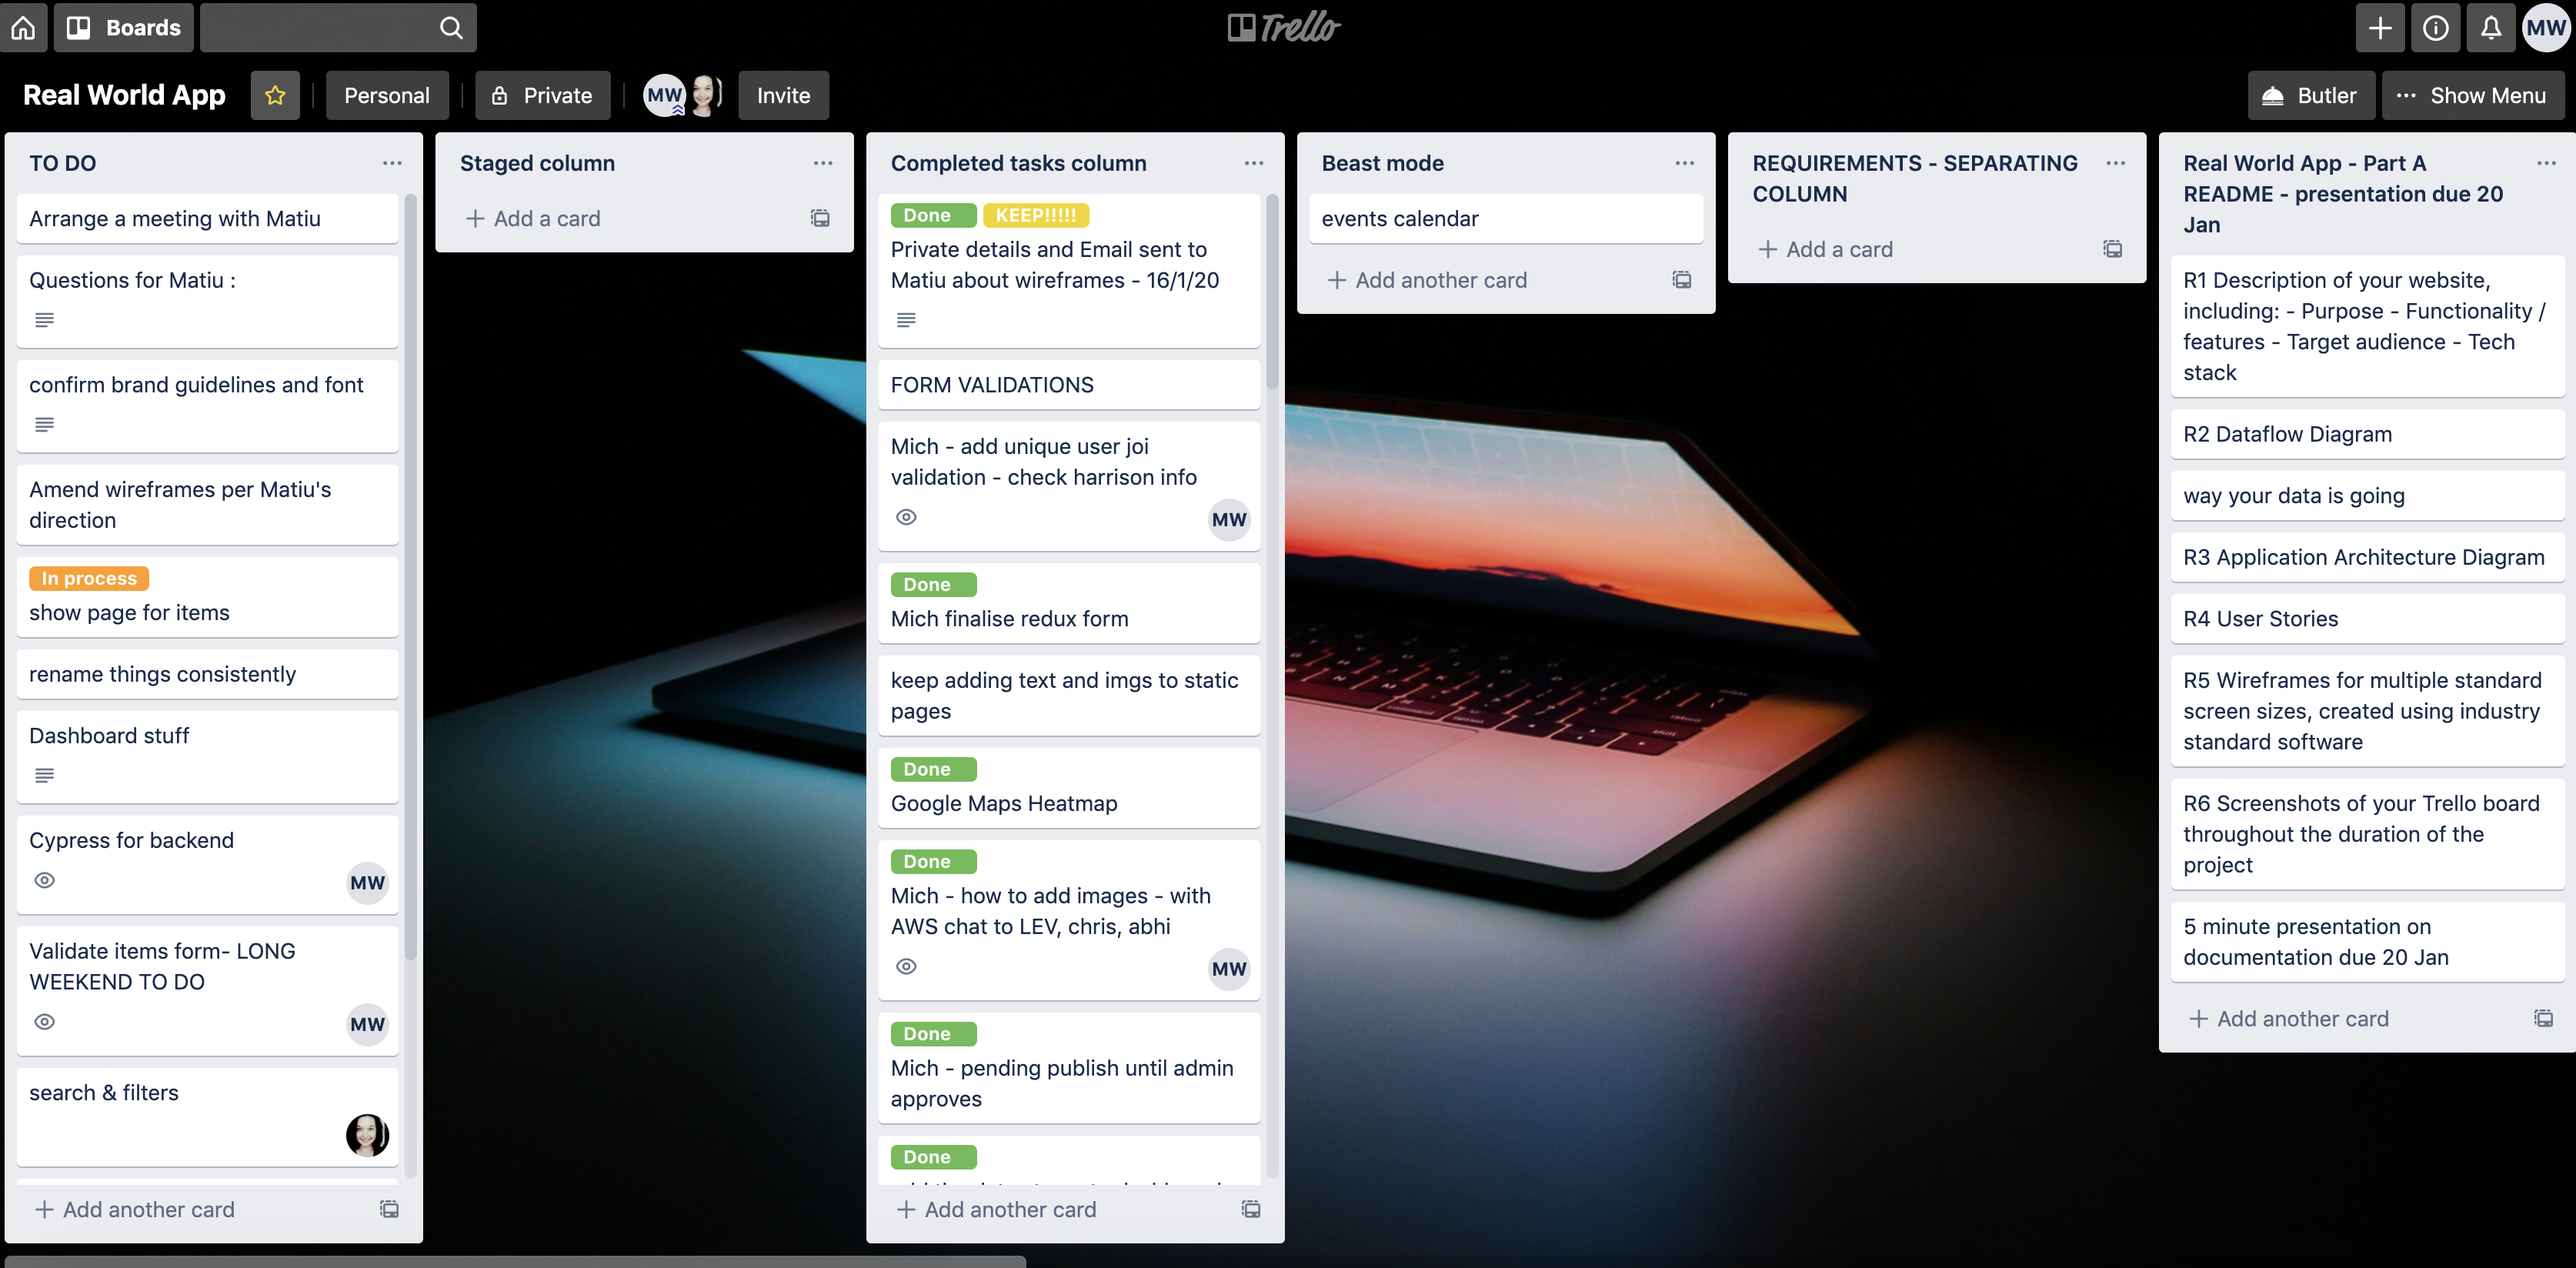 Boards
Trello
MW
Real World App
Personal
Private
MW
Invite
Butler
Show Menu
TO DO
Arrange a meeting with Matiu
Questions for Matiu :
confirm brand guidelines and font
Amend wireframes per Matiu's
direction
In process
show page for items
rename things consistently
Dashboard stuff
Cypress for backend
MW
Validate items form- LONG
WEEKEND TO DO
MW
search & filters
+ Add another card
Staged column
+ Add a card
Completed tasks column
Done KEEP!!!!!
Private details and Email sent to
Matiu about wireframes - 16/1/20
FORM VALIDATIONS
Mich - add unique user joi
validation - check harrison info
MW
Done
Mich finalise redux form
keep adding text and imgs to static
pages
Done
Google Maps Heatmap
Done
Mich - how to add images - with
AWS chat to LEV, chris, abhi
MW
Done
Mich - pending publish until admin
approves
Done
+ Add another card
Beast mode
events calendar
+ Add another card
REQUIREMENTS - SEPARATING
COLUMN
+ Add a card
Real World App - Part A
README - presentation due 20
Jan
R1 Description of your website,
including: - Purpose - Functionality /
features - Target audience - Tech
stack
R2 Dataflow Diagram
way your data is going
R3 Application Architecture Diagram
R4 User Stories
R5 Wireframes for multiple standard
screen sizes, created using industry
standard software
R6 Screenshots of your Trello board
throughout the duration of the
project
5 minute presentation on
documentation due 20 Jan
+ Add another card